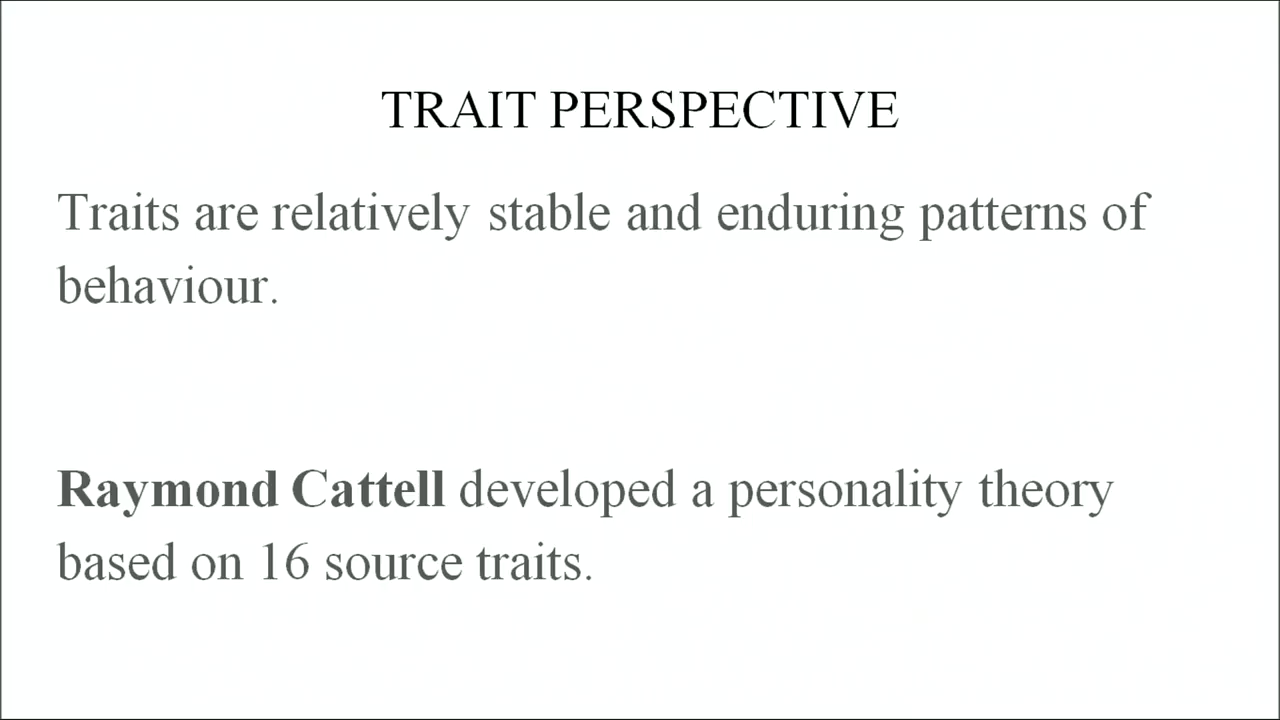 TRAIT PERSPECTIVE
Traits are relatively stable and enduring patterns of
behaviour.
Raymond Cattell developed a personality theory
based on 16 source traits.